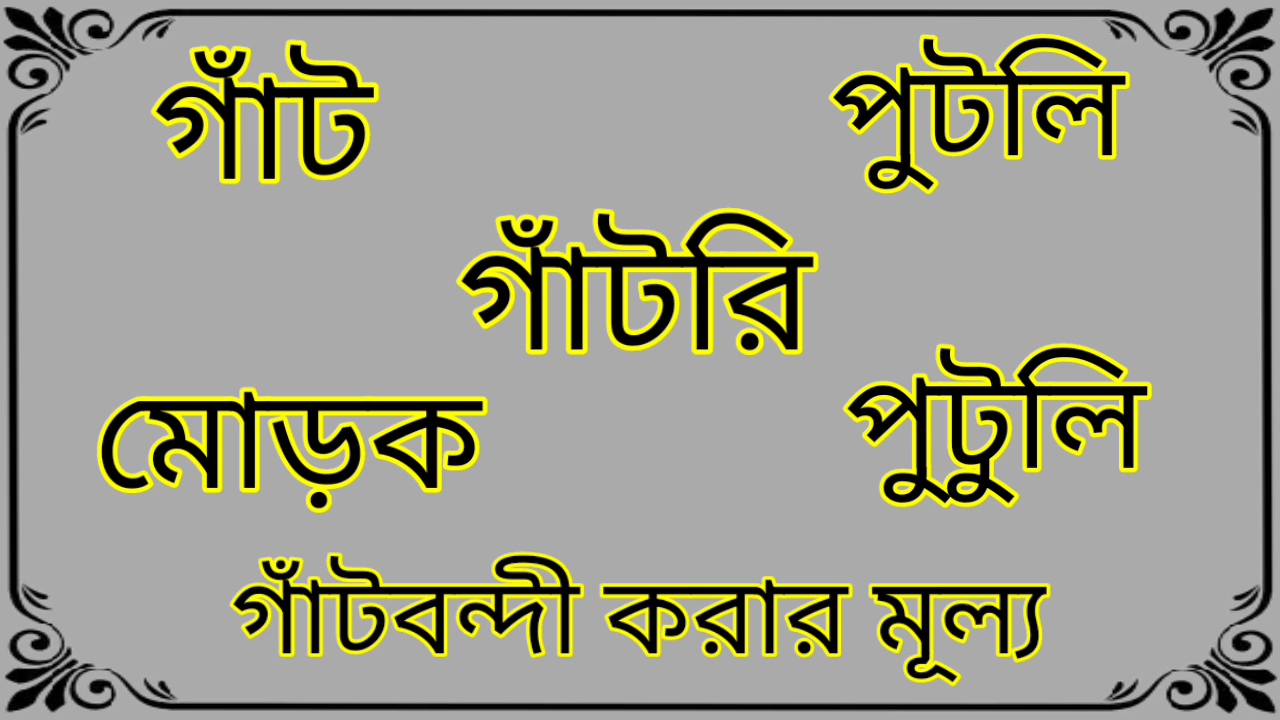 গাঁট
পুটলি
গাঁটরি
মোড়ক
পুটুলি
গাঁটবন্দী করার মূল্য